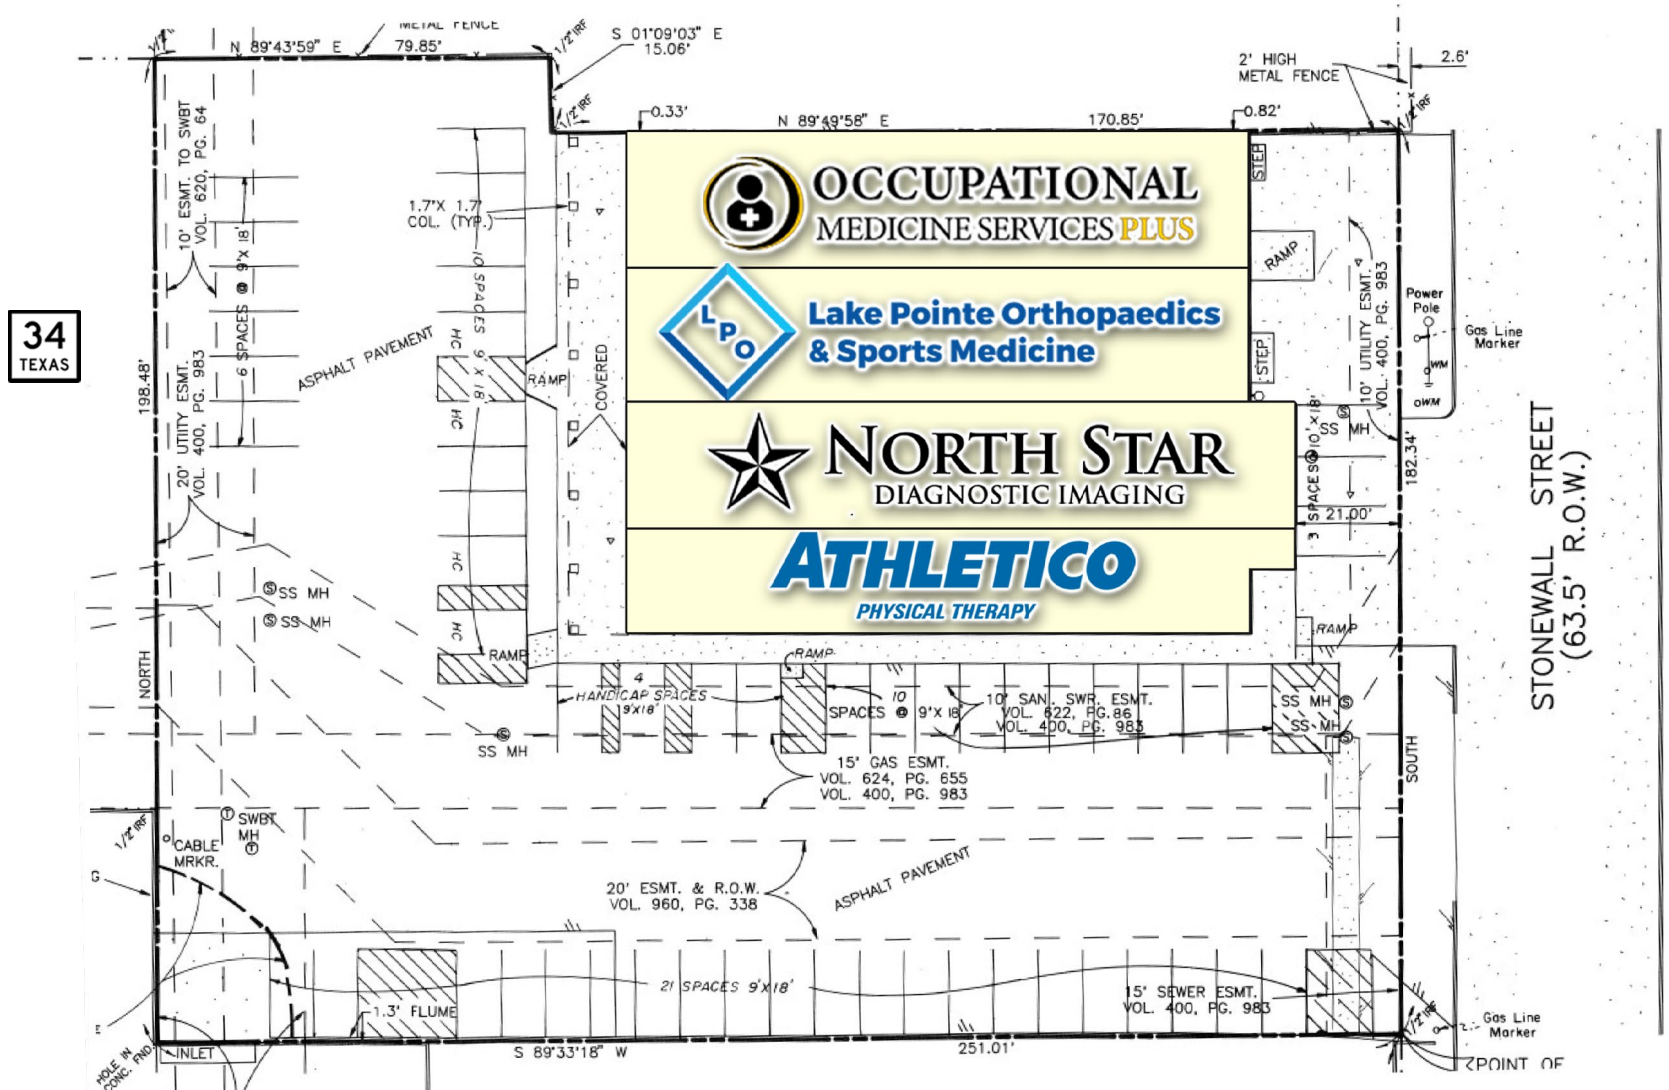 METAL FENCE
1/2" IRF
N 89°43'59" E 79.85'
1/2" IRF
S 01°09'03" E
15.06'
1/2" IRF
0.33'
N 89°49'58" E
170.85'
0.82'
2' HIGH
METAL FENCE
2.6'
1/2" IRF
10' ESMT. TO SWBT
VOL. 620, PG. 64
6 SPACES @ 9'X 18'
1.7'X 1.7'
COL. (TYP.)
10 SPACES 9'X 18'
OCCUPATIONAL
MEDICINE SERVICES PLUS
STEP
RAMP
LPO
Lake Pointe Orthopaedics
& Sports Medicine
STEP
10' UTILITY ESMT.
VOL. 400, PG. 983
Power
Pole
Gas Line
Marker
WM
WM
34
TEXAS
198.48'
20' UTIITY ESMT.
VOL. 400, PG. 983
ASPHALT PAVEMENT
HC
RAMP
HC
COVERED
NORTH STAR
DIAGNOSTIC IMAGING
3 SPACES@10'X18'
S
SS MH
21.00'
182.34'
STONEWALL STREET
(63.5' R.O.W.)
HC
HC
ATHLETICO
PHYSICAL THERAPY
S SS MH
S SS MH
NORTH
RAMP
RAMP
RAMP
4
HANDICAP SPACES
9'X18'
10
SPACES @ 9'X 18'
10' SAN. SWR. ESMT.
VOL. 622, PG.86
VOL. 400, PG. 983
SS MH S
SS MH S
S
SS MH
15' GAS ESMT.
VOL. 624, PG. 655
VOL. 400, PG. 983
SOUTH
1/2" IRF
T SWBT
MH
T
CABLE
MRKR.
G
20' ESMT. & R.O.W.
VOL. 960, PG. 338
ASPHALT PAVEMENT
21 SPACES 9'X18'
15' SEWER ESMT.
VOL. 400, PG. 983
1.3' FLUME
E
HOLE IN
CONC. FND.
INLET
S 89°33'18" W
251.01'
1/2" IRF
Gas Line
Marker
POINT OF